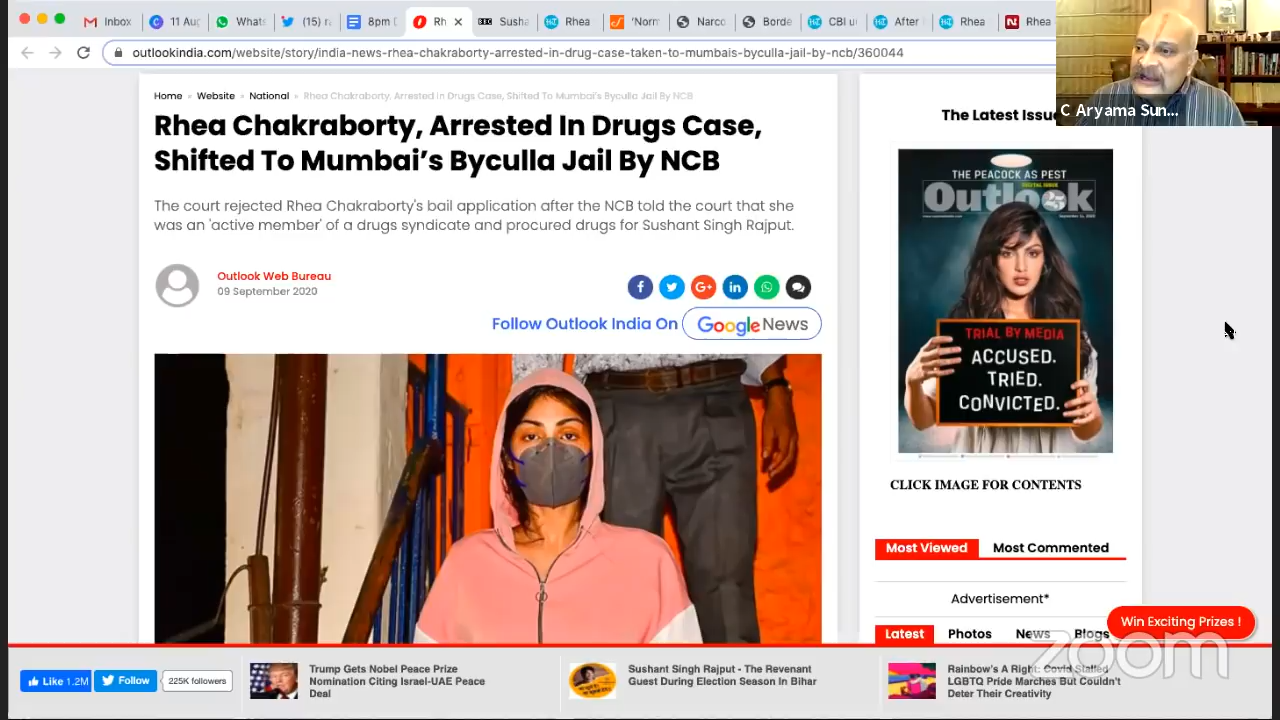 Inbox
11 Aug
Whats
(15) r
8pm
Rh
Susha
Rhea
'Norm
Narco
Borde
CBI u
After
Rhea
Rhea
outlookindia.com/website/story/india-news-rhea-chakraborty-arrested-in-drug-case-taken-to-mumbais-byculla-jail-by-ncb/360044
C Aryama Sun...
Home » Website » National » Rhea Chakraborty, Arrested In Drugs Case, Shifted To Mumbai's Byculla Jail By NCB
Rhea Chakraborty, Arrested In Drugs Case,
Shifted To Mumbai’s Byculla Jail By NCB
The court rejected Rhea Chakraborty's bail application after the NCB told the court that she
was an 'active member' of a drugs syndicate and procured drugs for Sushant Singh Rajput.
Outlook Web Bureau
09 September 2020
Follow Outlook India On
Google News
The Latest Issue
THE PEACOCK AS PEST
Outlook
TRIAL BY MEDIA
ACCUSED.
TRIED.
CONVICTED.
CLICK IMAGE FOR CONTENTS
Most Viewed
Most Commented
Advertisement*
Win Exciting Prizes !
Latest
Photos
News
Blogs
zoom
Like 1.2M
Follow
225K followers
Trump Gets Nobel Peace Prize
Nomination Citing Israel-UAE Peace
Deal
Sushant Singh Rajput - The Revenant
Guest During Election Season In Bihar
Rainbow's A Right: Covid Stalled
LGBTQ Pride Marches But Couldn't
Deter Their Creativity